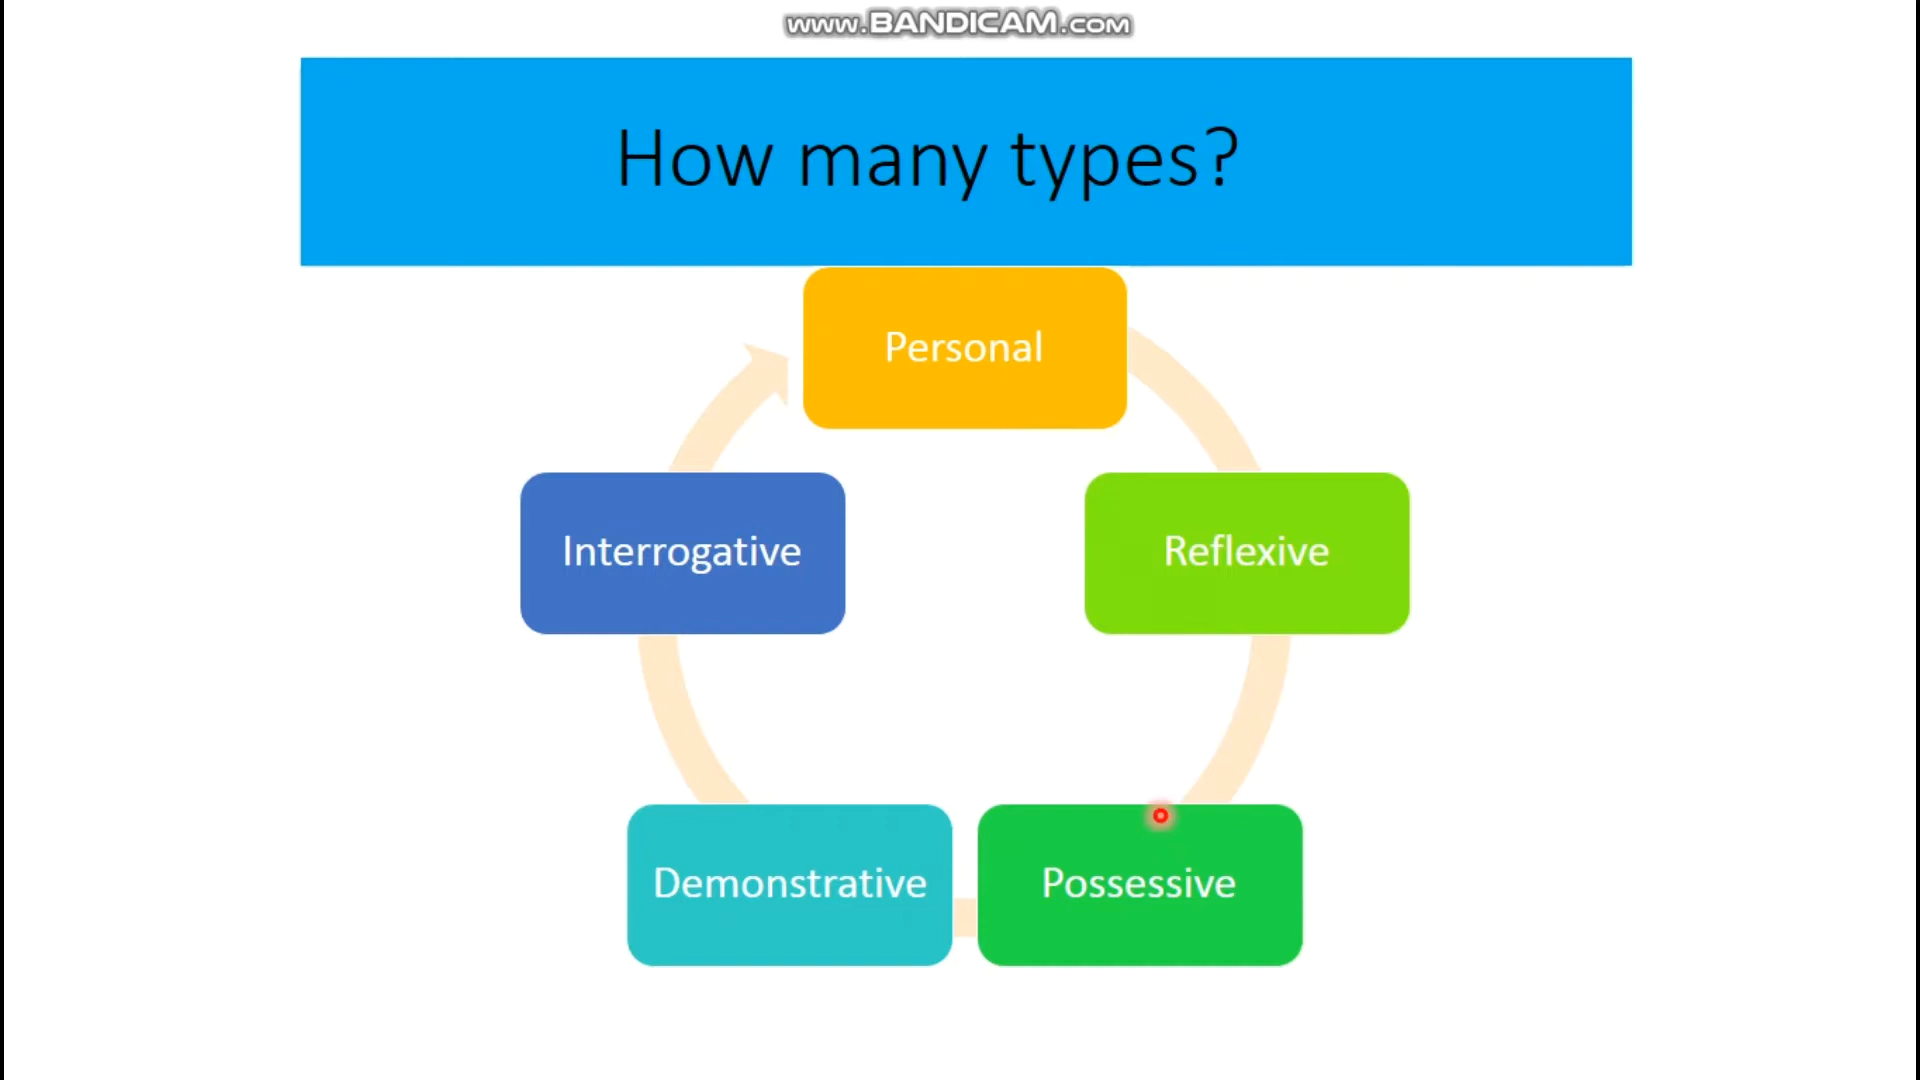 www.BANDICAM.com
How many types?
Personal
Interrogative
Reflexive
Demonstrative
Possessive